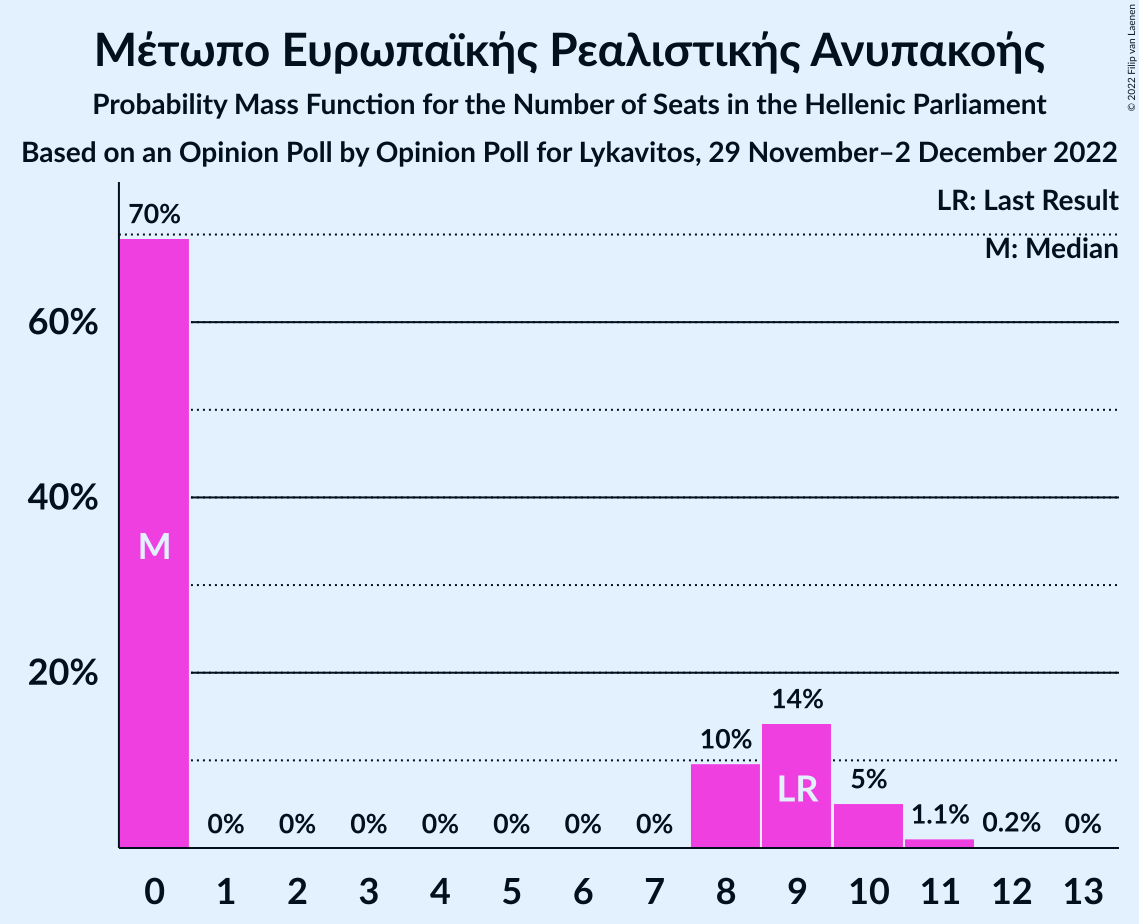 Μέτωπο Ευρωπαϊκής Ρεαλιστικής Ανυπακοής
Probability Mass Function for the Number of Seats in the Hellenic Parliament
Based on an Opinion Poll by Opinion Poll for Lykavitos, 29 November–2 December 2022
© 2022 Filip van Laenen
LR: Last Result
M: Median
70%
60%
40%
20%
M
0%
0%
0%
0%
0%
0%
0%
10%
14%
LR
5%
1.1%
0.2%
0%
0 1 2 3 4 5 6 7 8 9 10 11 12 13